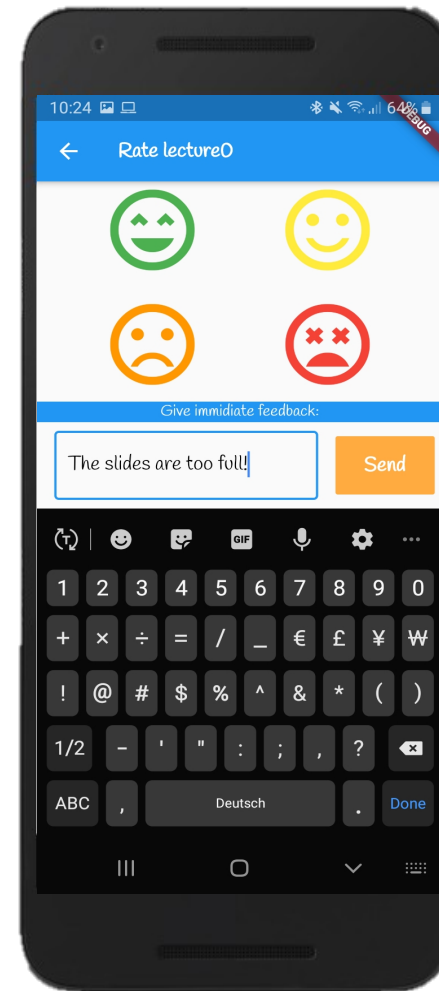 10:24 64%
DEBUG
← Rate lecture0
Give immidiate feedback:
The slides are too full!
Send
(T) GIF ...
1 2 3 4 5 6 7 8 9 0
+ × ÷ = / _ € £ ¥ ₩
! @ # $ % ^ & * ( )
1/2 - ' " : ; , ?
ABC , Deutsch . Done